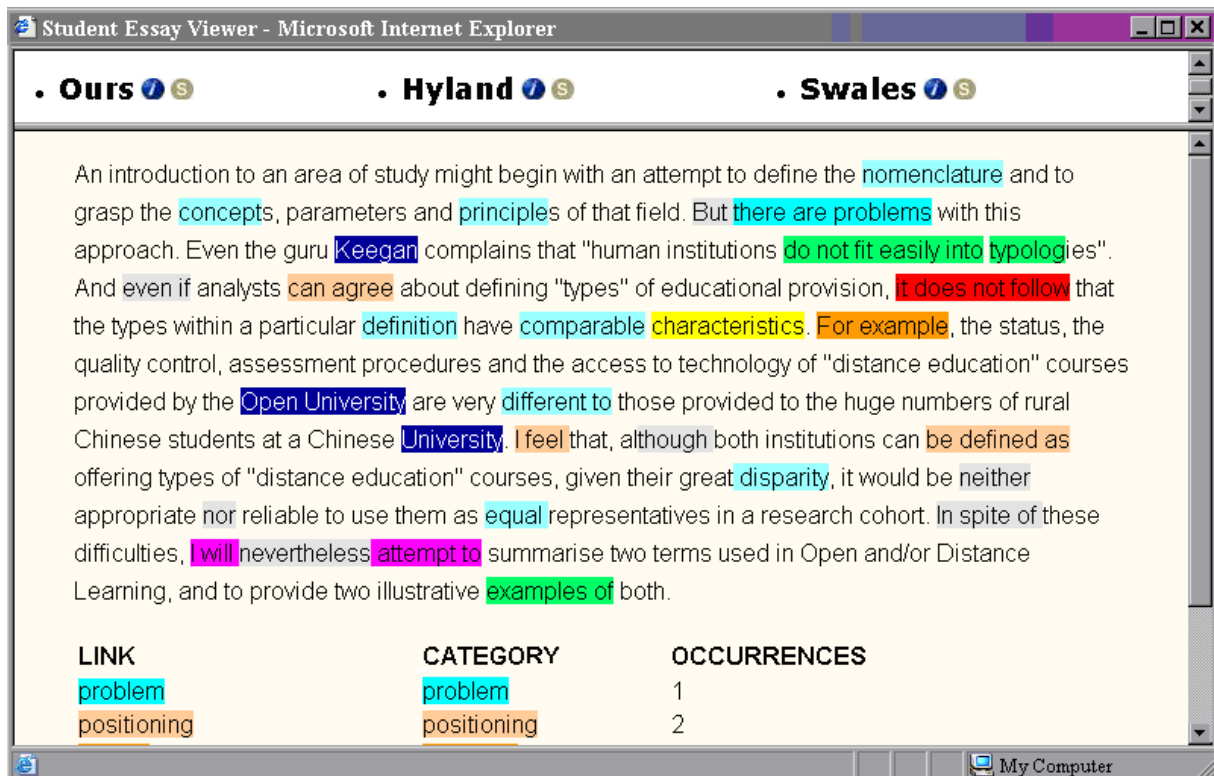 Student Essay Viewer - Microsoft Internet Explorer
• Ours i S • Hyland i S • Swales i S
An introduction to an area of study might begin with an attempt to define the nomenclature and to
grasp the concepts, parameters and principles of that field. But there are problems with this
approach. Even the guru Keegan complains that "human institutions do not fit easily into typologies".
And even if analysts can agree about defining "types" of educational provision, it does not follow that
the types within a particular definition have comparable characteristics. For example, the status, the
quality control, assessment procedures and the access to technology of "distance education" courses
provided by the Open University are very different to those provided to the huge numbers of rural
Chinese students at a Chinese University. I feel that, although both institutions can be defined as
offering types of "distance education" courses, given their great disparity, it would be neither
appropriate nor reliable to use them as equal representatives in a research cohort. In spite of these
difficulties, I will nevertheless attempt to summarise two terms used in Open and/or Distance
Learning, and to provide two illustrative examples of both.
LINK CATEGORY OCCURRENCES
problem problem 1
positioning positioning 2
My Computer